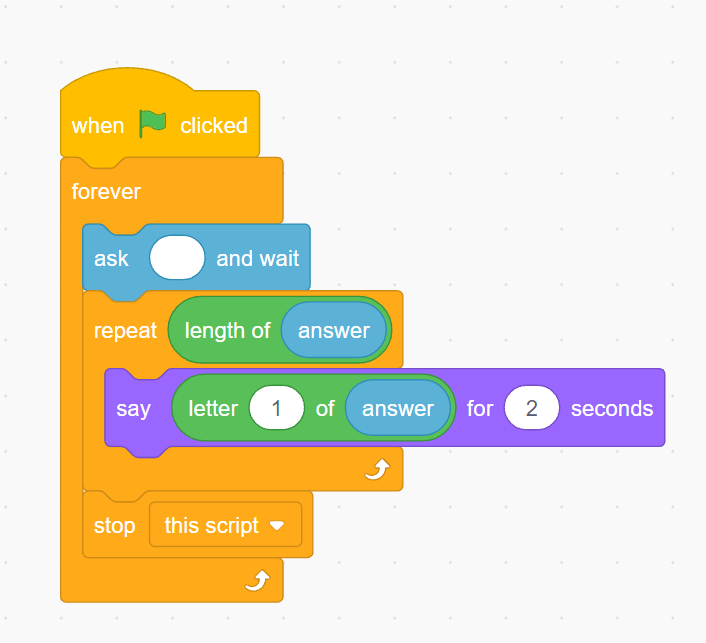 when clicked
forever
ask and wait
repeat length of answer
say letter 1 of answer for 2 seconds
stop this script